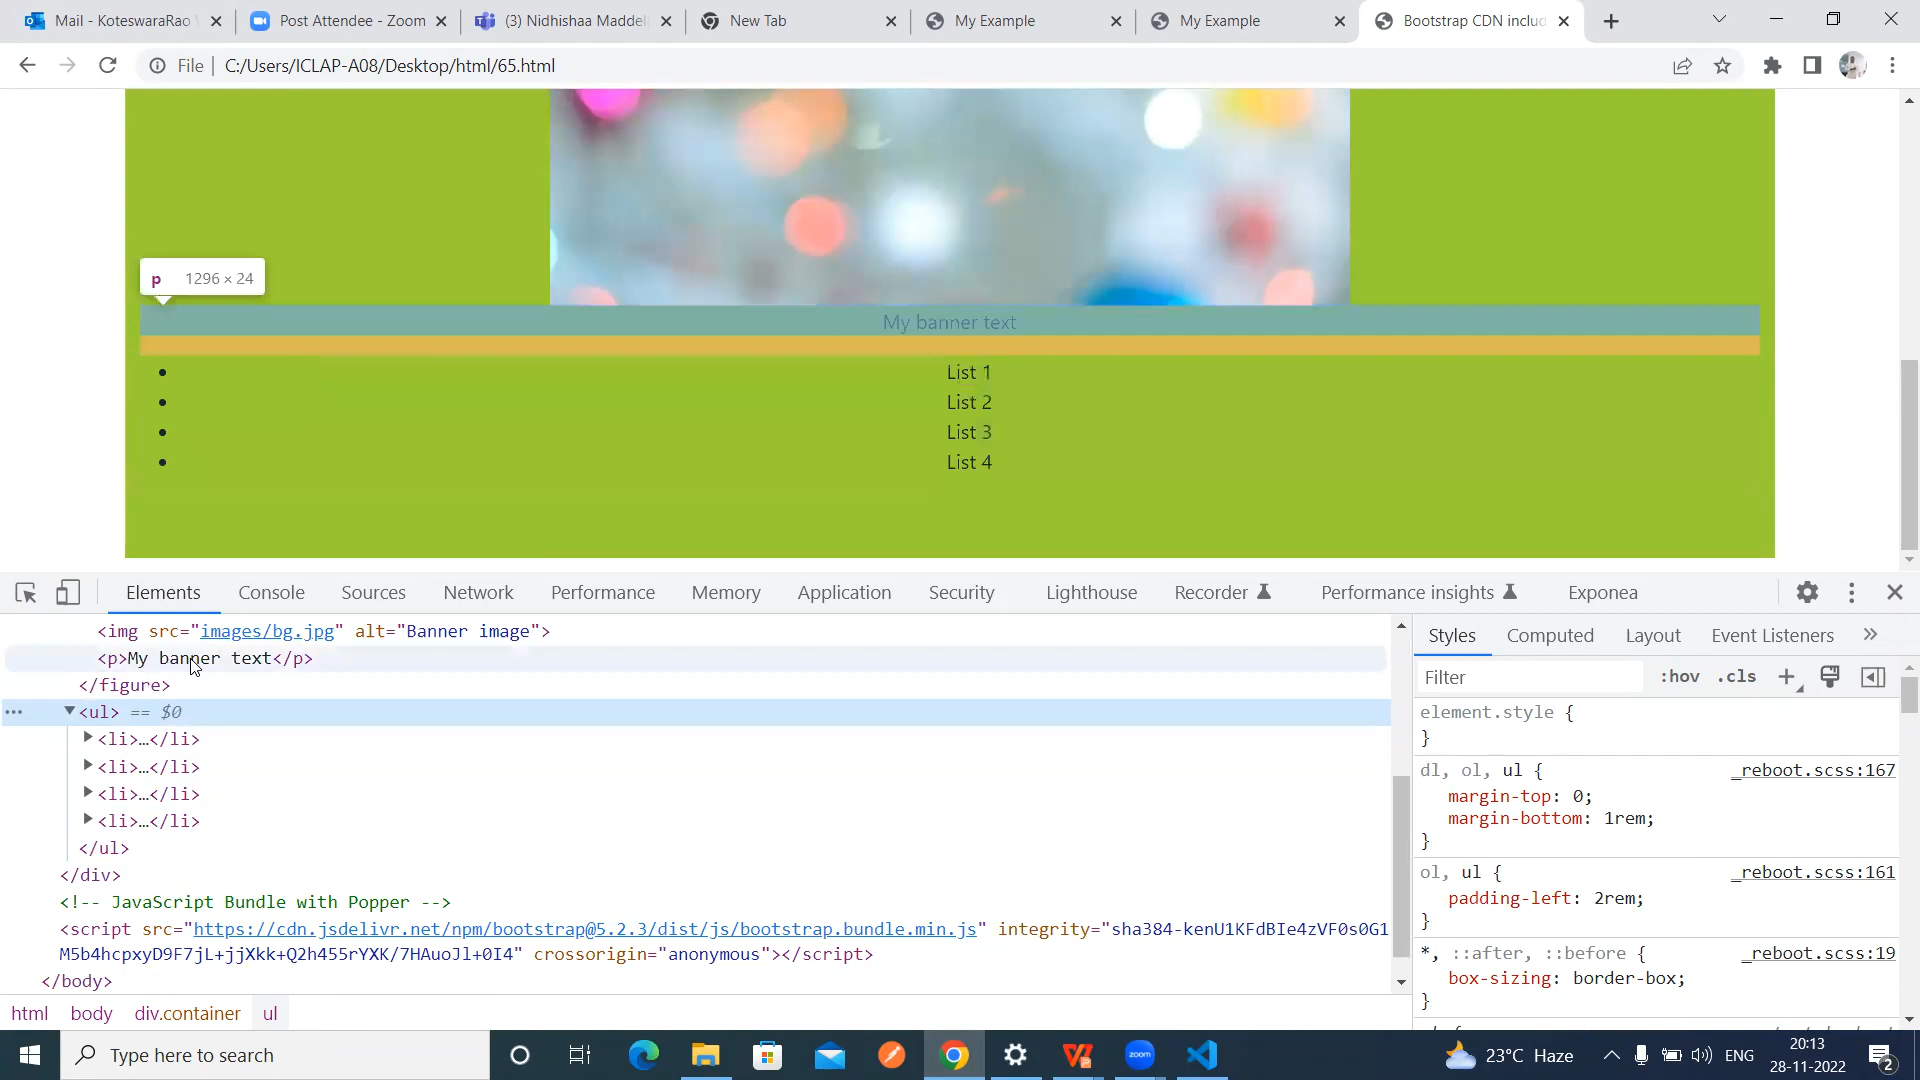 Mail - KoteswaraRao
Post Attendee - Zoom
(3) Nidhishaa Maddel
New Tab
My Example
My Example
Bootstrap CDN includ
File
C:/Users/ICLAP-A08/Desktop/html/65.html
p 1296 × 24
My banner text
List 1
List 2
List 3
List 4
Elements Console Sources Network Performance Memory Application Security Lighthouse Recorder Performance insights Exponea
<img src="images/bg.jpg" alt="Banner image">
<p>My banner text</p>
</figure>
<ul> == $0
<li>…</li>
<li>…</li>
<li>…</li>
<li>…</li>
</ul>
</div>
<!-- JavaScript Bundle with Popper -->
<script src="https://cdn.jsdelivr.net/npm/bootstrap@5.2.3/dist/js/bootstrap.bundle.min.js" integrity="sha384-kenU1KFdBIe4zVF0s0G1
M5b4hcpxyD9F7jL+jjXkk+Q2h455rYXK/7HAuoJl+0I4" crossorigin="anonymous"></script>
</body>
html body div.container ul
Styles Computed Layout Event Listeners »
Filter :hov .cls +
element.style {
}
dl, ol, ul { _reboot.scss:167
margin-top: 0;
margin-bottom: 1rem;
}
ol, ul { _reboot.scss:161
padding-left: 2rem;
}
*, ::after, ::before { _reboot.scss:19
box-sizing: border-box;
}
Type here to search
zoom
23°C Haze
ENG
20:13
28-11-2022
2